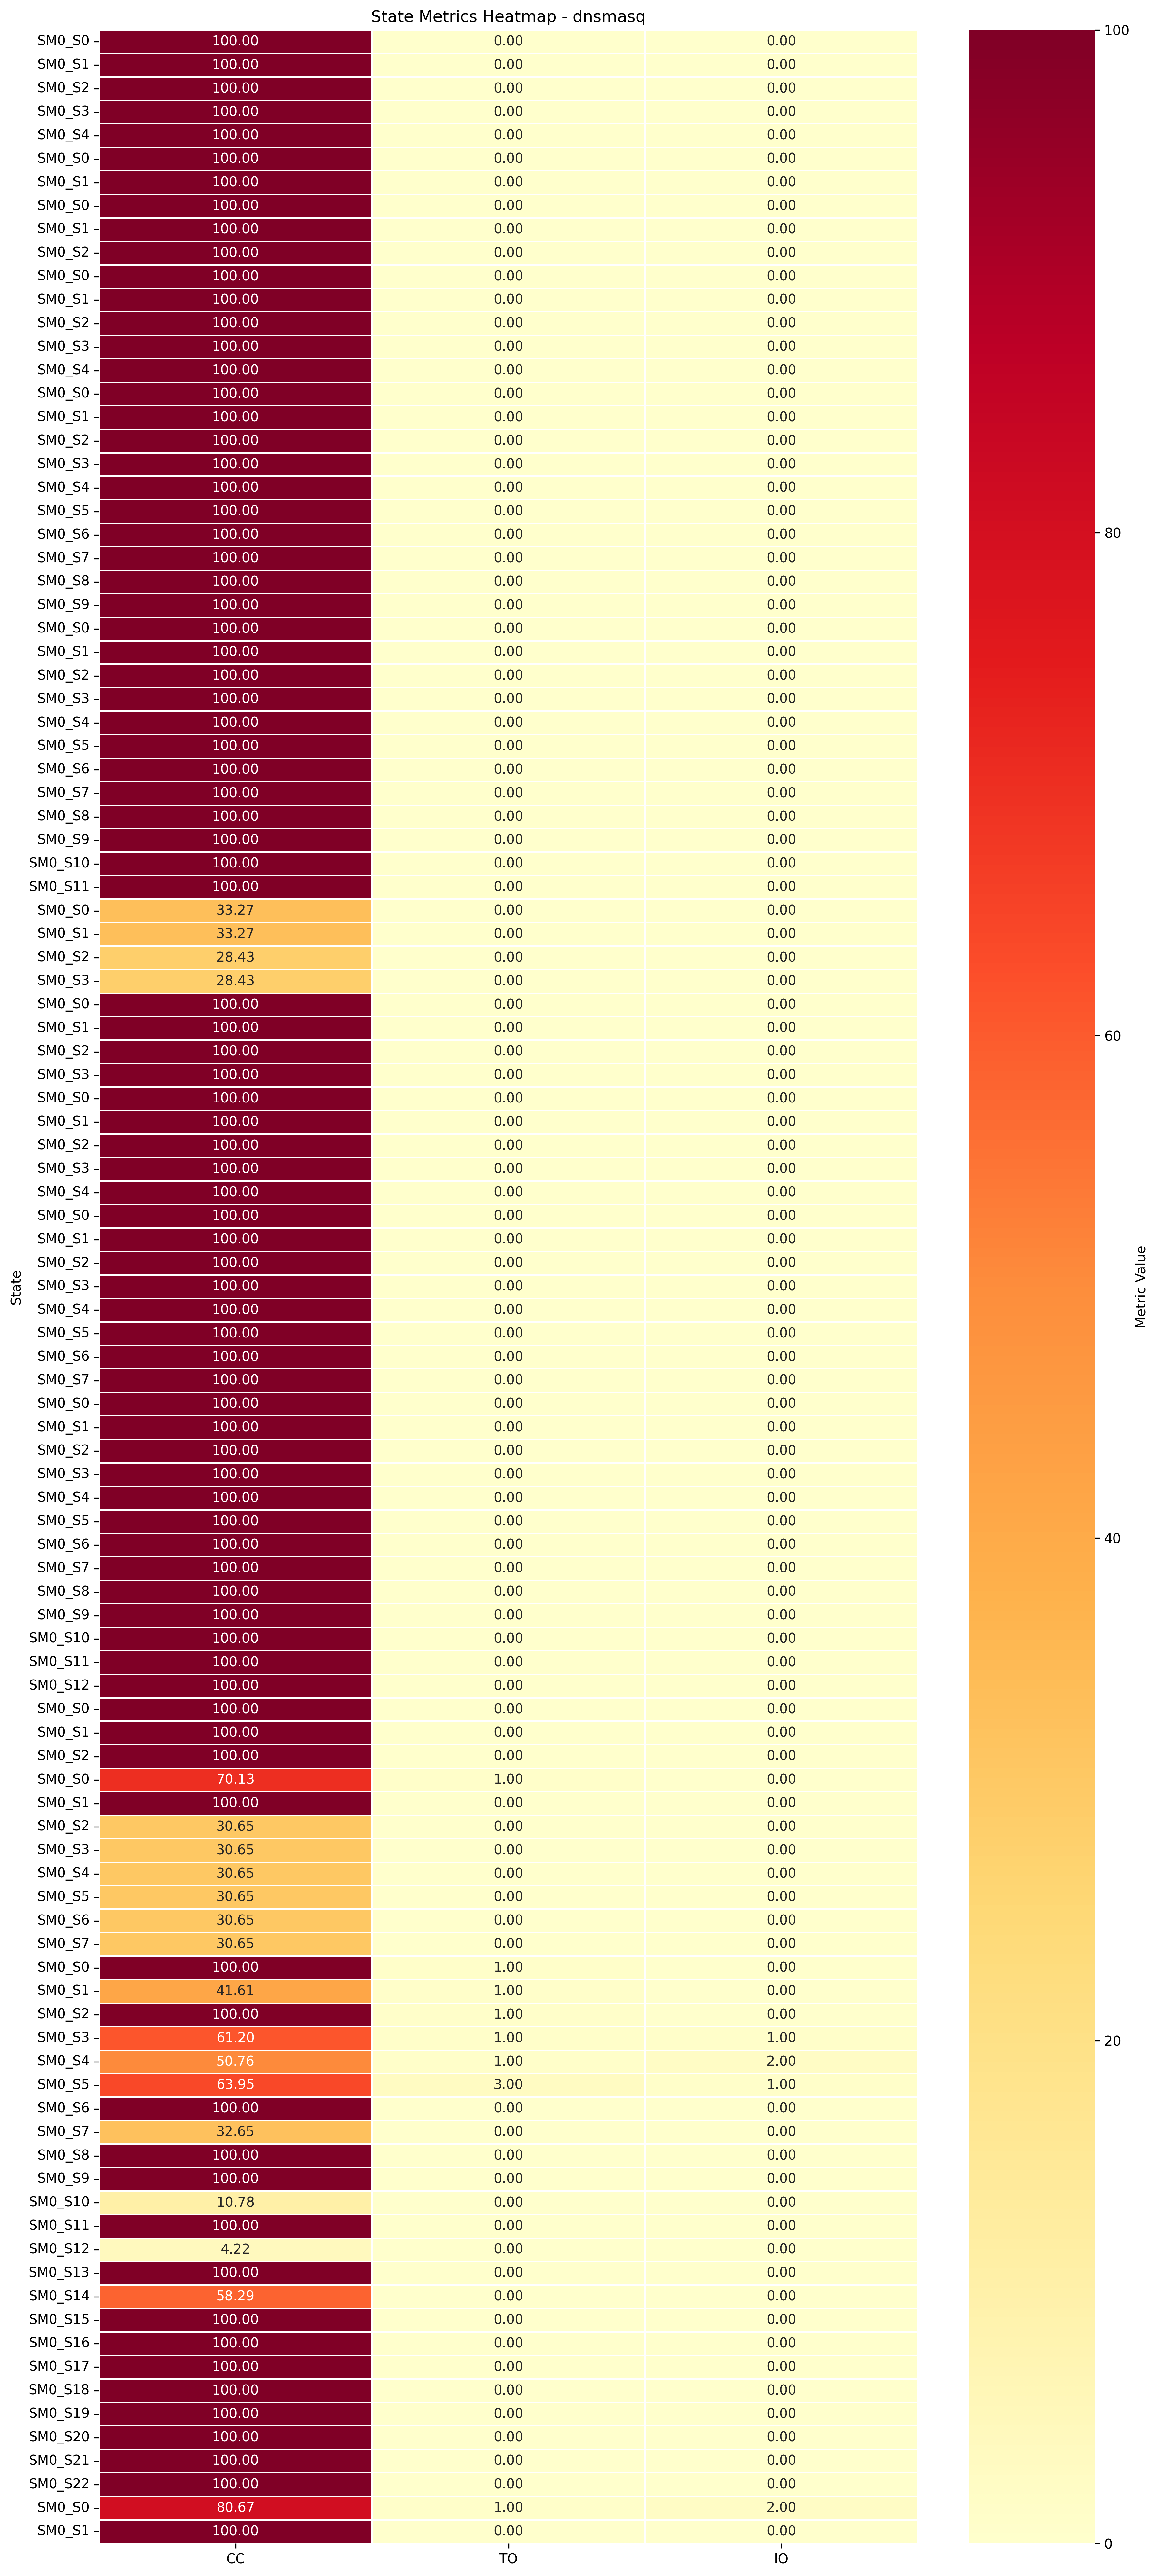 State Metrics Heatmap - dnsmasq
SM0_S0 100.00 0.00 0.00
SM0_S1 100.00 0.00 0.00
SM0_S2 100.00 0.00 0.00
SM0_S3 100.00 0.00 0.00
SM0_S4 100.00 0.00 0.00
SM0_S0 100.00 0.00 0.00
SM0_S1 100.00 0.00 0.00
SM0_S0 100.00 0.00 0.00
SM0_S1 100.00 0.00 0.00
SM0_S2 100.00 0.00 0.00
SM0_S0 100.00 0.00 0.00
SM0_S1 100.00 0.00 0.00
SM0_S2 100.00 0.00 0.00
SM0_S3 100.00 0.00 0.00
SM0_S4 100.00 0.00 0.00
SM0_S0 100.00 0.00 0.00
SM0_S1 100.00 0.00 0.00
SM0_S2 100.00 0.00 0.00
SM0_S3 100.00 0.00 0.00
SM0_S4 100.00 0.00 0.00
SM0_S5 100.00 0.00 0.00
SM0_S6 100.00 0.00 0.00
SM0_S7 100.00 0.00 0.00
SM0_S8 100.00 0.00 0.00
SM0_S9 100.00 0.00 0.00
SM0_S0 100.00 0.00 0.00
SM0_S1 100.00 0.00 0.00
SM0_S2 100.00 0.00 0.00
SM0_S3 100.00 0.00 0.00
SM0_S4 100.00 0.00 0.00
SM0_S5 100.00 0.00 0.00
SM0_S6 100.00 0.00 0.00
SM0_S7 100.00 0.00 0.00
SM0_S8 100.00 0.00 0.00
SM0_S9 100.00 0.00 0.00
SM0_S10 100.00 0.00 0.00
SM0_S11 100.00 0.00 0.00
SM0_S0 33.27 0.00 0.00
SM0_S1 33.27 0.00 0.00
SM0_S2 28.43 0.00 0.00
SM0_S3 28.43 0.00 0.00
SM0_S0 100.00 0.00 0.00
SM0_S1 100.00 0.00 0.00
SM0_S2 100.00 0.00 0.00
SM0_S3 100.00 0.00 0.00
SM0_S0 100.00 0.00 0.00
SM0_S1 100.00 0.00 0.00
SM0_S2 100.00 0.00 0.00
SM0_S3 100.00 0.00 0.00
SM0_S4 100.00 0.00 0.00
SM0_S0 100.00 0.00 0.00
SM0_S1 100.00 0.00 0.00
SM0_S2 100.00 0.00 0.00
SM0_S3 100.00 0.00 0.00
SM0_S4 100.00 0.00 0.00
SM0_S5 100.00 0.00 0.00
SM0_S6 100.00 0.00 0.00
SM0_S7 100.00 0.00 0.00
SM0_S0 100.00 0.00 0.00
SM0_S1 100.00 0.00 0.00
SM0_S2 100.00 0.00 0.00
SM0_S3 100.00 0.00 0.00
SM0_S4 100.00 0.00 0.00
SM0_S5 100.00 0.00 0.00
SM0_S6 100.00 0.00 0.00
SM0_S7 100.00 0.00 0.00
SM0_S8 100.00 0.00 0.00
SM0_S9 100.00 0.00 0.00
SM0_S10 100.00 0.00 0.00
SM0_S11 100.00 0.00 0.00
SM0_S12 100.00 0.00 0.00
SM0_S0 100.00 0.00 0.00
SM0_S1 100.00 0.00 0.00
SM0_S2 100.00 0.00 0.00
SM0_S0 70.13 1.00 0.00
SM0_S1 100.00 0.00 0.00
SM0_S2 30.65 0.00 0.00
SM0_S3 30.65 0.00 0.00
SM0_S4 30.65 0.00 0.00
SM0_S5 30.65 0.00 0.00
SM0_S6 30.65 0.00 0.00
SM0_S7 30.65 0.00 0.00
SM0_S0 100.00 1.00 0.00
SM0_S1 41.61 1.00 0.00
SM0_S2 100.00 1.00 0.00
SM0_S3 61.20 1.00 1.00
SM0_S4 50.76 1.00 2.00
SM0_S5 63.95 3.00 1.00
SM0_S6 100.00 0.00 0.00
SM0_S7 32.65 0.00 0.00
SM0_S8 100.00 0.00 0.00
SM0_S9 100.00 0.00 0.00
SM0_S10 10.78 0.00 0.00
SM0_S11 100.00 0.00 0.00
SM0_S12 4.22 0.00 0.00
SM0_S13 100.00 0.00 0.00
SM0_S14 58.29 0.00 0.00
SM0_S15 100.00 0.00 0.00
SM0_S16 100.00 0.00 0.00
SM0_S17 100.00 0.00 0.00
SM0_S18 100.00 0.00 0.00
SM0_S19 100.00 0.00 0.00
SM0_S20 100.00 0.00 0.00
SM0_S21 100.00 0.00 0.00
SM0_S22 100.00 0.00 0.00
SM0_S0 80.67 1.00 2.00
SM0_S1 100.00 0.00 0.00
CC TO IO
State
100
80
60
40
20
0
Metric Value